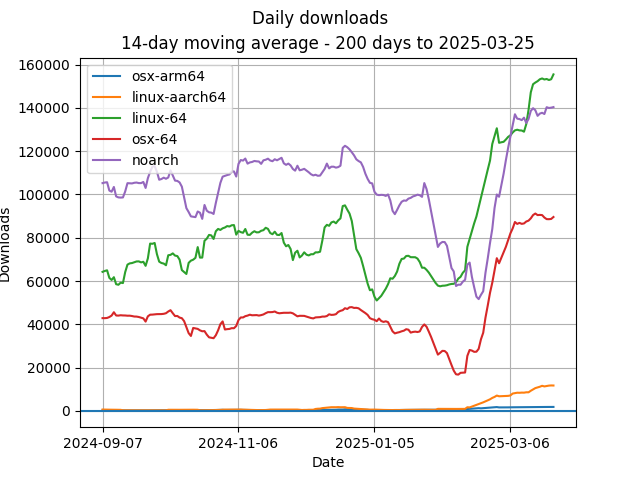 Daily downloads
14-day moving average - 200 days to 2025-03-25
160000
140000
120000
100000
80000
60000
40000
20000
0
Downloads
osx-arm64
linux-aarch64
linux-64
osx-64
noarch
2024-09-07
2024-11-06
2025-01-05
2025-03-06
Date